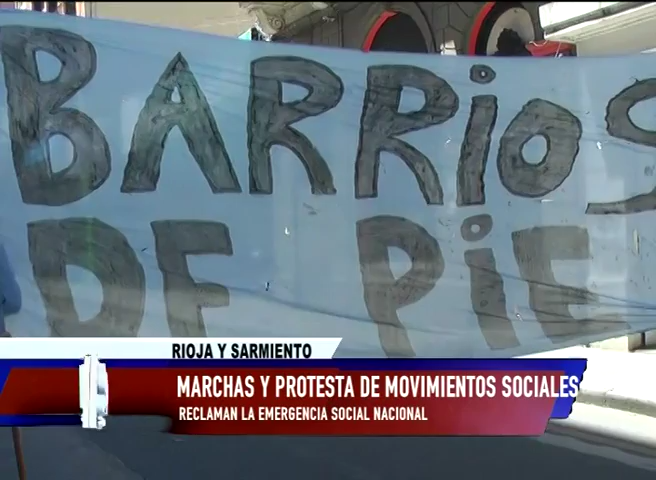 BARRIOS
DE PIE
RIOJA Y SARMIENTO
MARCHAS Y PROTESTA DE MOVIMIENTOS SOCIALES
RECLAMAN LA EMERGENCIA SOCIAL NACIONAL